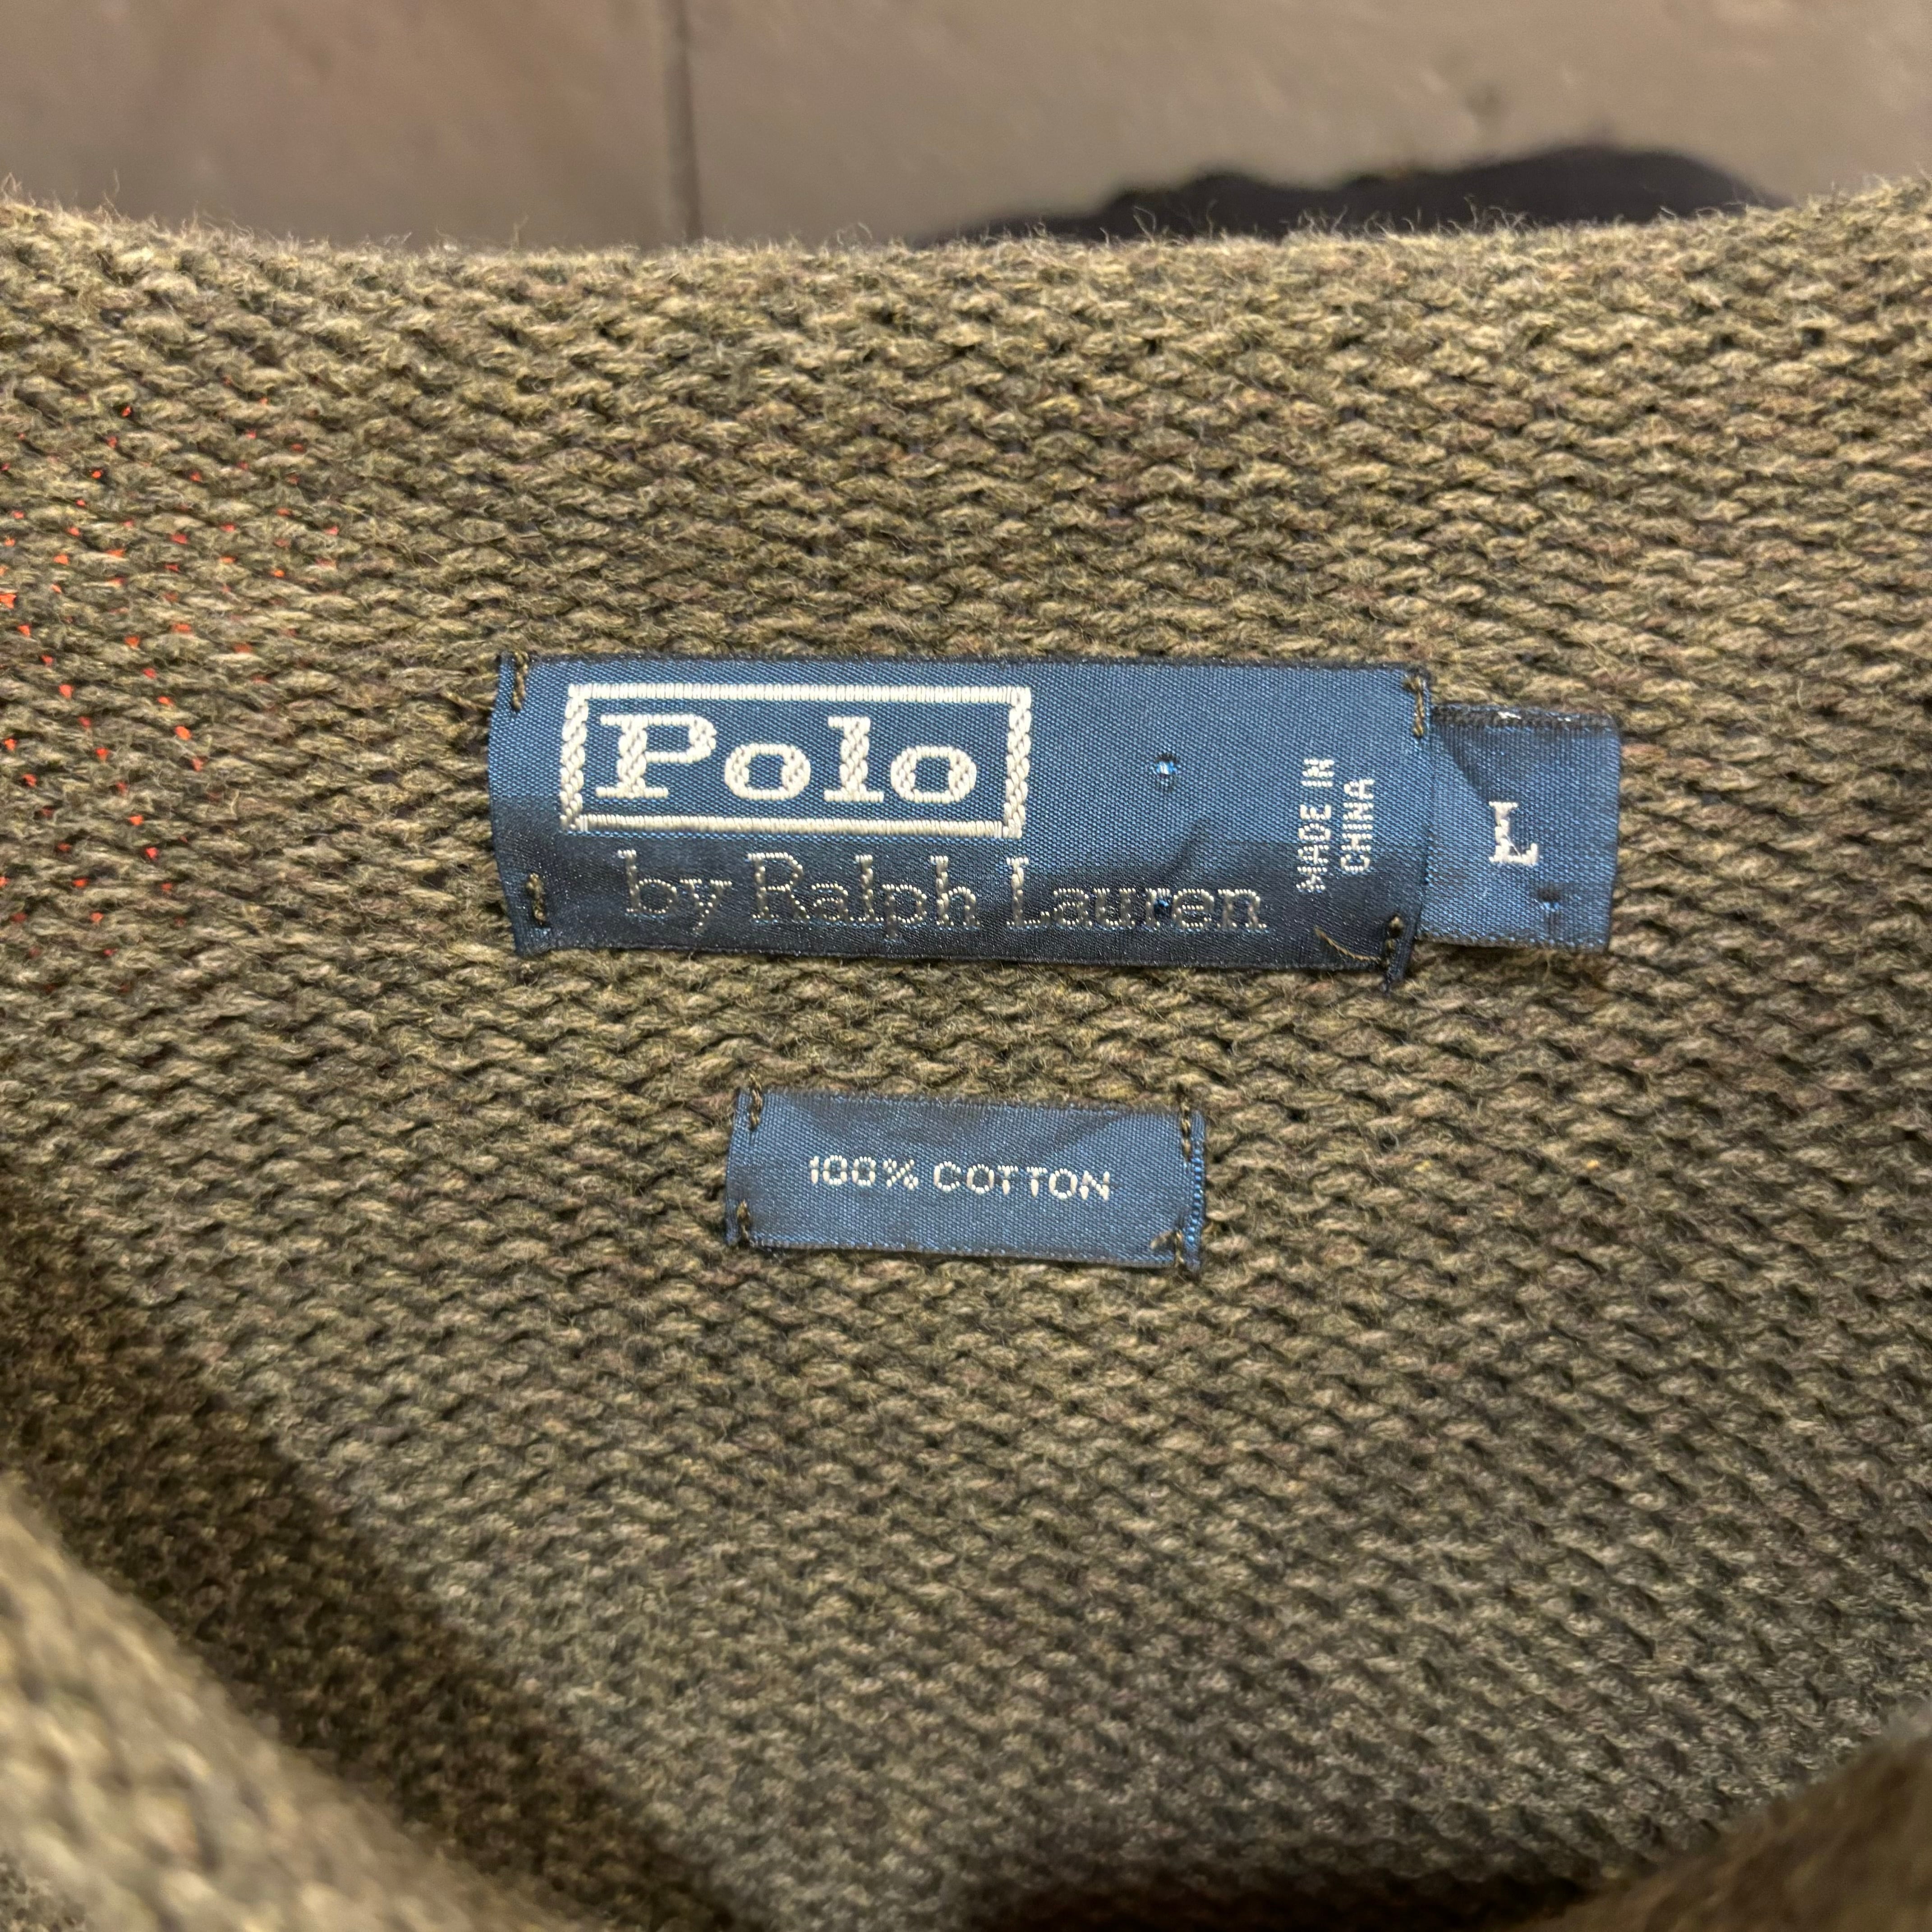 Polo
by Ralph Lauren
MADE IN
CHINA
L
100% COTTON